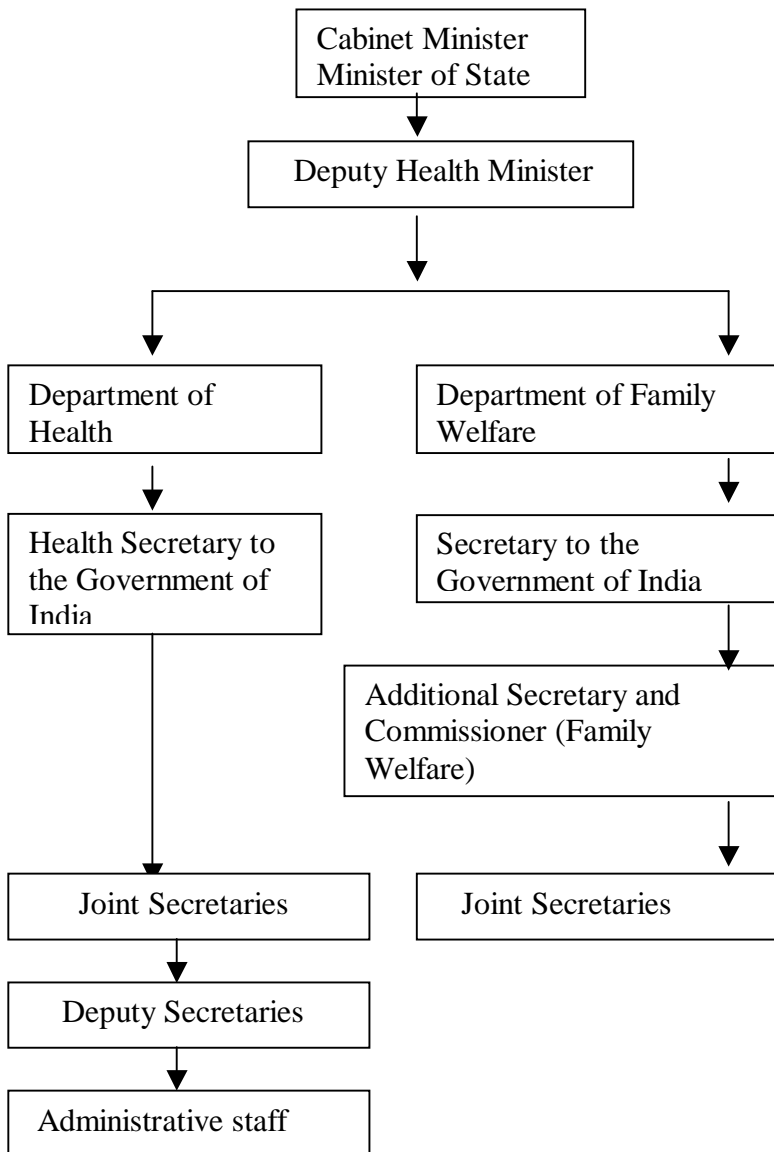 Cabinet Minister
Minister of State
Deputy Health Minister
Department of
Health
Department of Family
Welfare
Health Secretary to
the Government of
India
Secretary to the
Government of India
Additional Secretary and
Commissioner (Family
Welfare)
Joint Secretaries
Joint Secretaries
Deputy Secretaries
Administrative staff